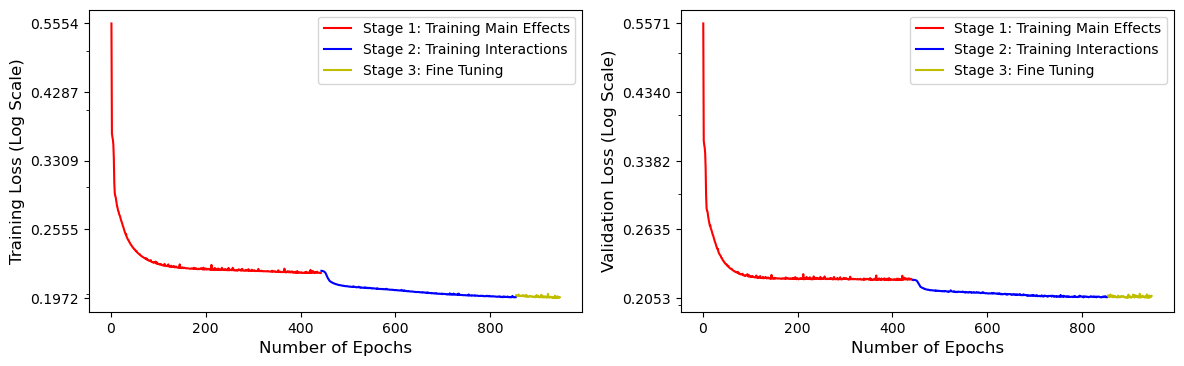 Training Loss (Log Scale)
0.5554
0.4287
0.3309
0.2555
0.1972
0
200
400
600
800
Number of Epochs
Stage 1: Training Main Effects
Stage 2: Training Interactions
Stage 3: Fine Tuning
Validation Loss (Log Scale)
0.5571
0.4340
0.3382
0.2635
0.2053
0
200
400
600
800
Number of Epochs
Stage 1: Training Main Effects
Stage 2: Training Interactions
Stage 3: Fine Tuning